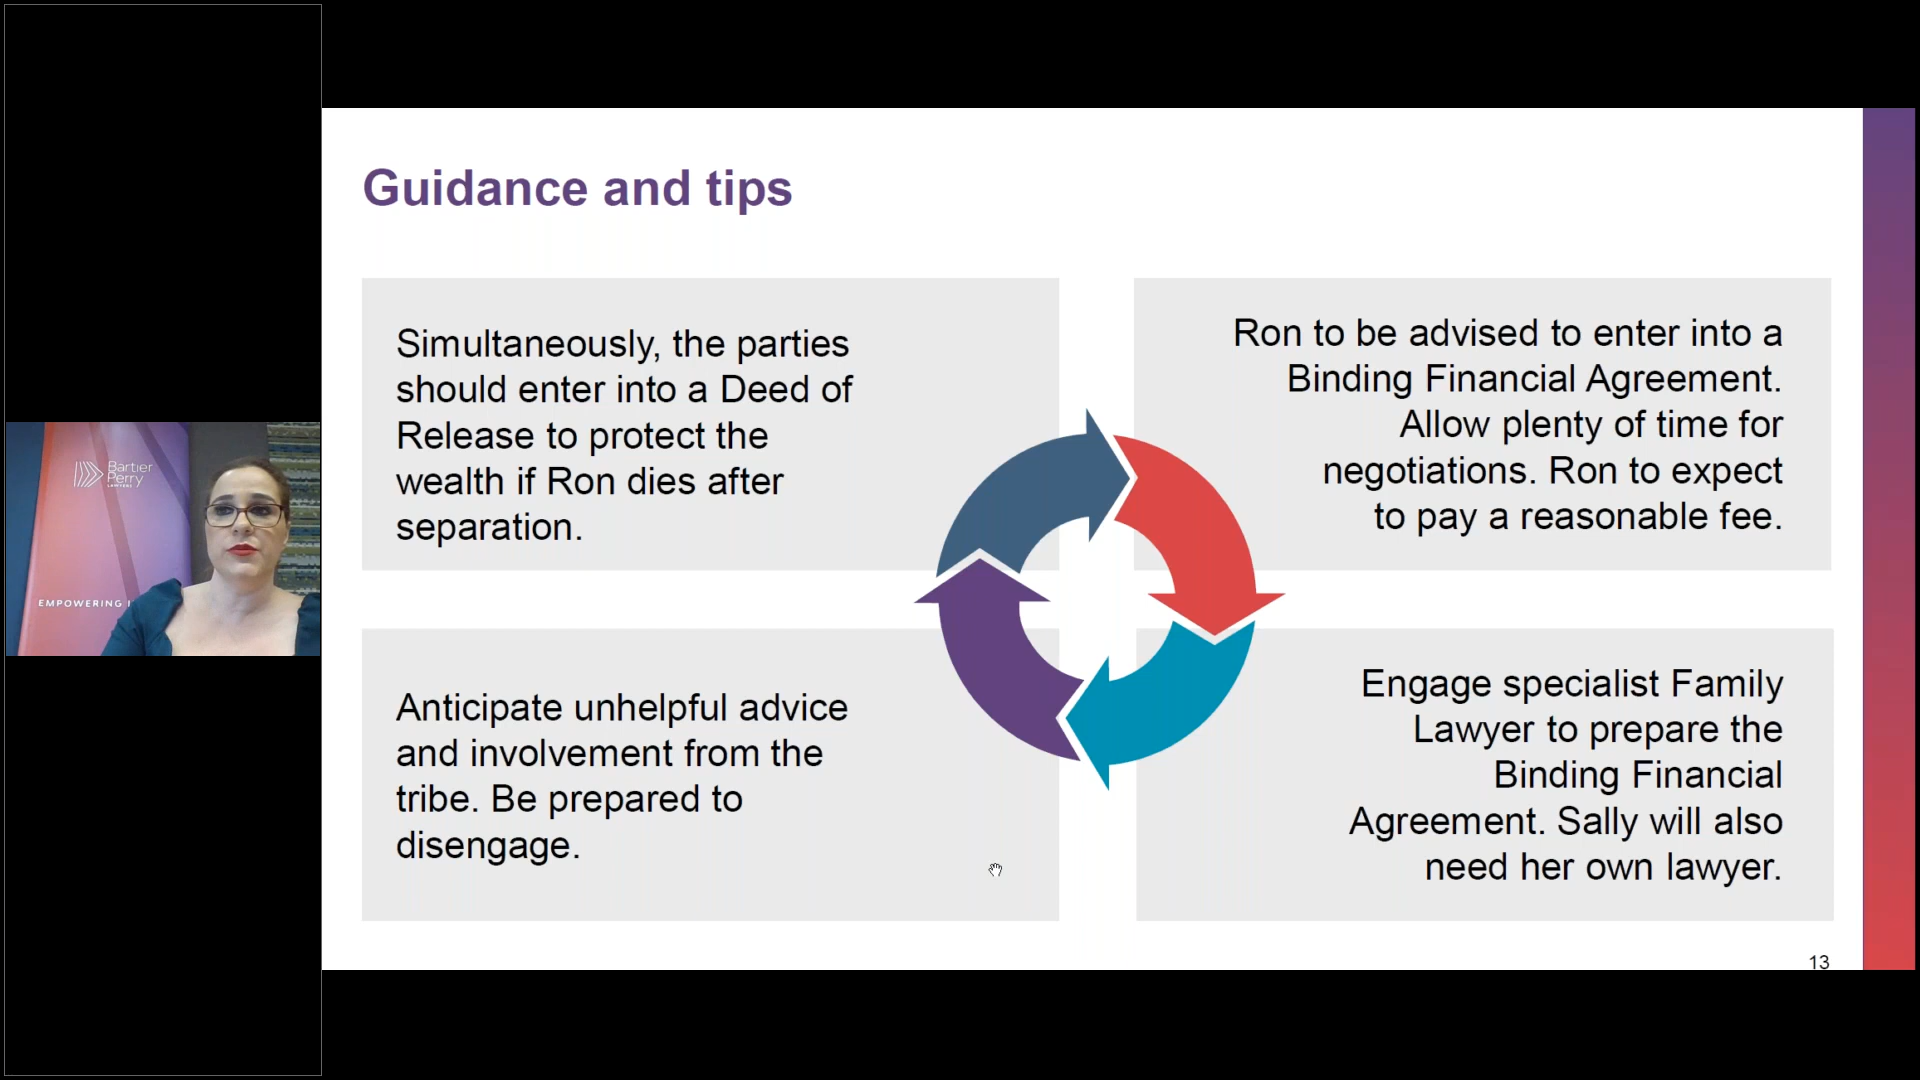 Guidance and tips
Simultaneously, the parties
should enter into a Deed of
Release to protect the
wealth if Ron dies after
separation.
Ron to be advised to enter into a
Binding Financial Agreement.
Allow plenty of time for
negotiations. Ron to expect
to pay a reasonable fee.
Anticipate unhelpful advice
and involvement from the
tribe. Be prepared to
disengage.
Engage specialist Family
Lawyer to prepare the
Binding Financial
Agreement. Sally will also
need her own lawyer.
13
Bartier
Perry
LAWYERS
EMPOWERING